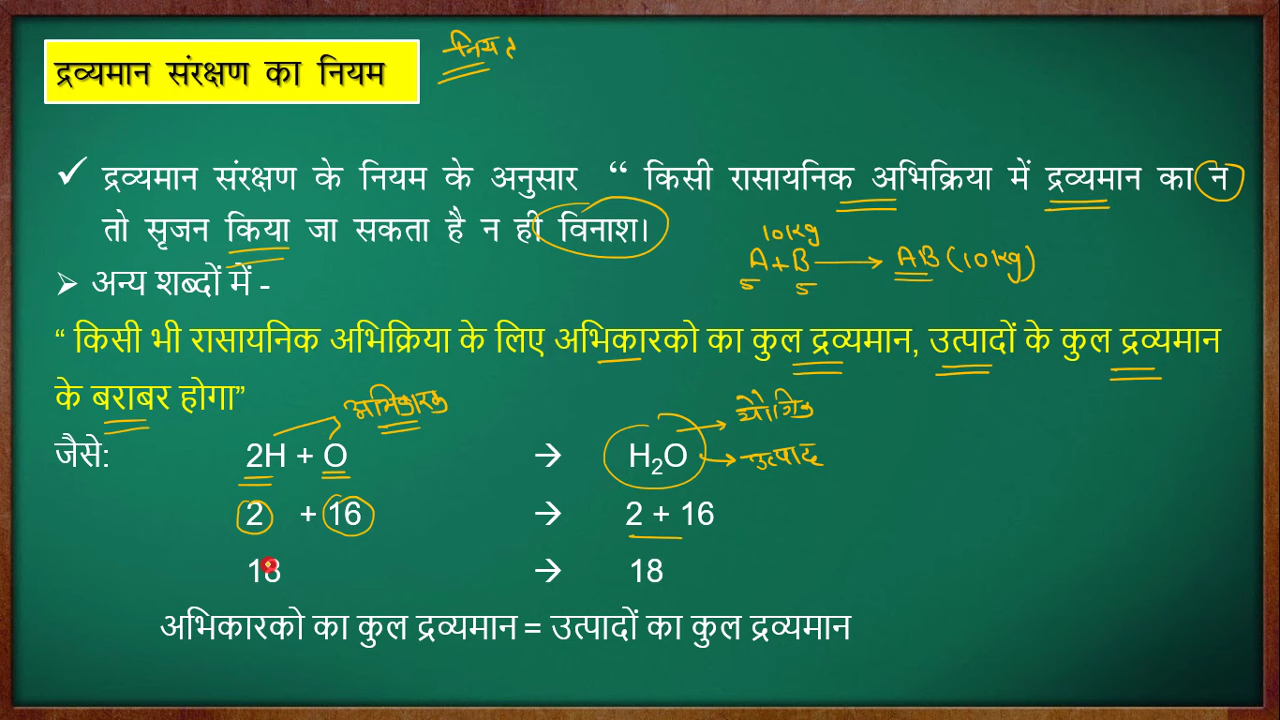 द्रव्यमान संरक्षण का नियम
नियत
✓ द्रव्यमान संरक्षण के नियम के अनुसार “ किसी रासायनिक अभिक्रिया में द्रव्यमान का न
तो सृजन किया जा सकता है न ही विनाश।
10kg
A + B → AB (10kg)
5 5
➢ अन्य शब्दों में -
“ किसी भी रासायनिक अभिक्रिया के लिए अभिकारको का कुल द्रव्यमान, उत्पादों के कुल द्रव्यमान
के बराबर होगा”
अभिकारक
यौगिक
जैसे: 2H + O → H₂O → उत्पाद
2 + 16 → 2 + 16
18 → 18
अभिकारको का कुल द्रव्यमान = उत्पादों का कुल द्रव्यमान